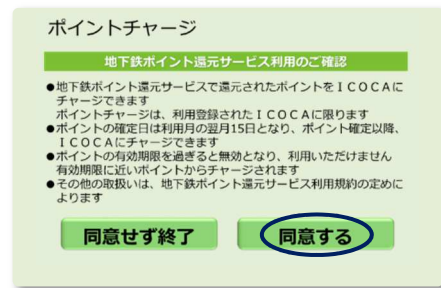 ポイントチャージ
地下鉄ポイント還元サービス利用のご確認
●地下鉄ポイント還元サービスで還元されたポイントをＩＣＯＣＡに
チャージできます
ポイントチャージは、利用登録されたＩＣＯＣＡに限ります
●ポイントの確定日は利用月の翌月15日となり、ポイント確定以降、
ＩＣＯＣＡにチャージできます
●ポイントの有効期限を過ぎると無効となり、利用いただけません
有効期限に近いポイントからチャージされます
●その他の取扱いは、地下鉄ポイント還元サービス利用規約の定めに
よります
同意せず終了 同意する